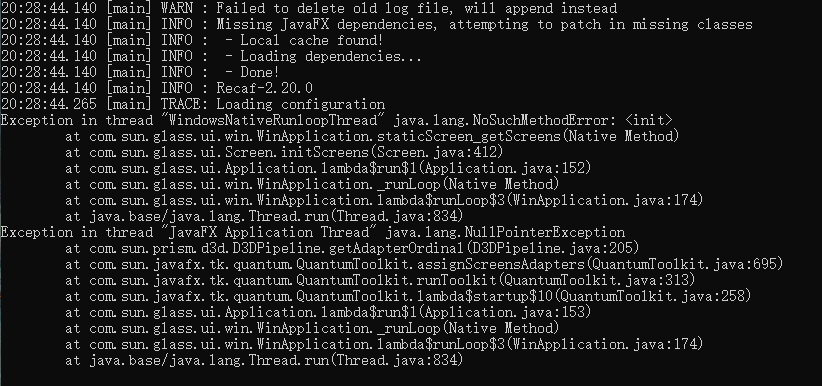 20:28:44.140 [main] WARN : Failed to delete old log file, will append instead
20:28:44.140 [main] INFO : Missing JavaFX dependencies, attempting to patch in missing classes
20:28:44.140 [main] INFO :  - Local cache found!
20:28:44.140 [main] INFO :  - Loading dependencies...
20:28:44.140 [main] INFO :  - Done!
20:28:44.140 [main] INFO : Recaf-2.20.0
20:28:44.265 [main] TRACE: Loading configuration
Exception in thread "WindowsNativeRunloopThread" java.lang.NoSuchMethodError: <init>
at com.sun.glass.ui.win.WinApplication.staticScreen_getScreens(Native Method)
at com.sun.glass.ui.Screen.initScreens(Screen.java:412)
at com.sun.glass.ui.Application.lambda$run$1(Application.java:152)
at com.sun.glass.ui.win.WinApplication._runLoop(Native Method)
at com.sun.glass.ui.win.WinApplication.lambda$runLoop$3(WinApplication.java:174)
at java.base/java.lang.Thread.run(Thread.java:834)
Exception in thread "JavaFX Application Thread" java.lang.NullPointerException
at com.sun.prism.d3d.D3DPipeline.getAdapterOrdinal(D3DPipeline.java:205)
at com.sun.javafx.tk.quantum.QuantumToolkit.assignScreensAdapters(QuantumToolkit.java:695)
at com.sun.javafx.tk.quantum.QuantumToolkit.runToolkit(QuantumToolkit.java:313)
at com.sun.javafx.tk.quantum.QuantumToolkit.lambda$startup$10(QuantumToolkit.java:258)
at com.sun.glass.ui.Application.lambda$run$1(Application.java:153)
at com.sun.glass.ui.win.WinApplication._runLoop(Native Method)
at com.sun.glass.ui.win.WinApplication.lambda$runLoop$3(WinApplication.java:174)
at java.base/java.lang.Thread.run(Thread.java:834)